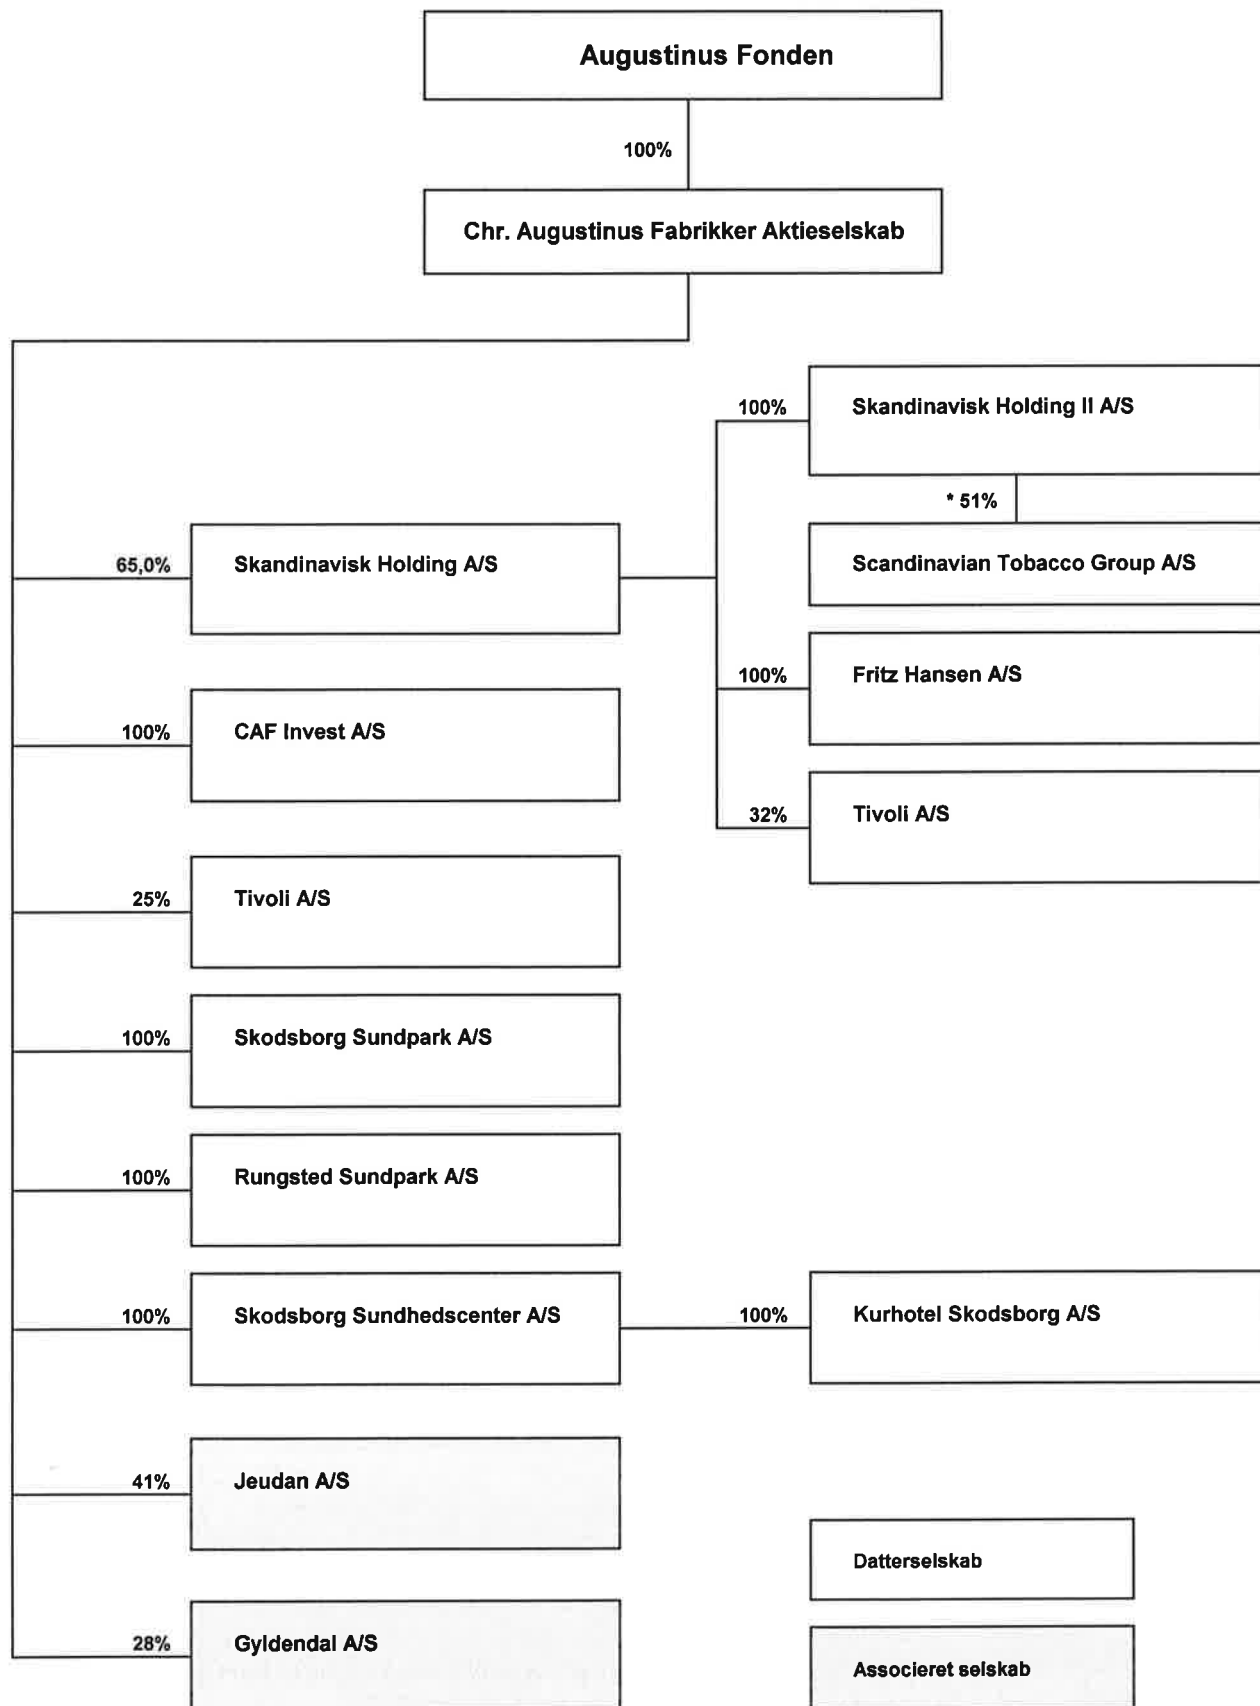 Augustinus Fonden
100%
Chr. Augustinus Fabrikker Aktieselskab
100%
Skandinavisk Holding II A/S
* 51%
65,0%
Skandinavisk Holding A/S
Scandinavian Tobacco Group A/S
100%
Fritz Hansen A/S
100%
CAF Invest A/S
32%
Tivoli A/S
25%
Tivoli A/S
100%
Skodsborg Sundpark A/S
100%
Rungsted Sundpark A/S
100%
Skodsborg Sundhedscenter A/S
100%
Kurhotel Skodsborg A/S
41%
Jeudan A/S
Datterselskab
28%
Gyldendal A/S
Associeret selskab